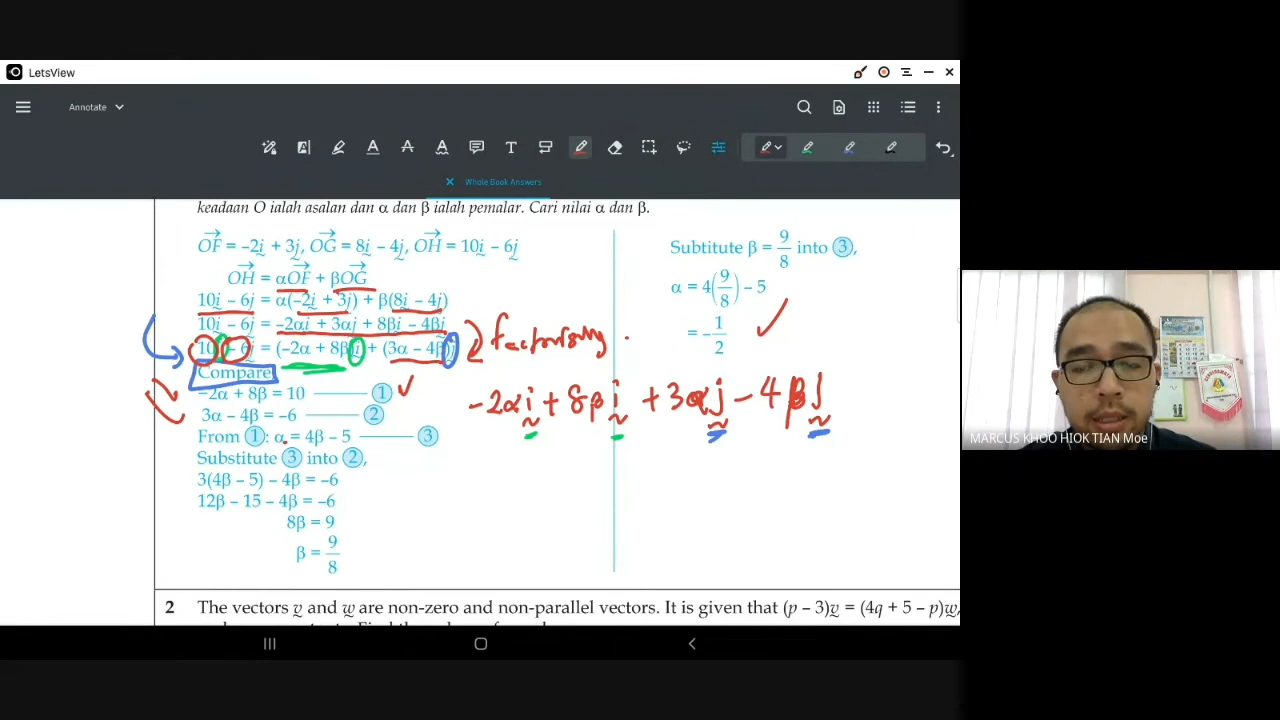 LetsView
Annotate
Whole Book Answers
keadaan O ialah asalan dan α dan β ialah pemalar. Cari nilai α dan β.
OF = –2i + 3j, OG = 8i – 4j, OH = 10i – 6j
OH = αOF + βOG
10i – 6j = α(–2i + 3j) + β(8i – 4j)
10i – 6j = –2αi + 3αj + 8βi – 4βj
10i – 6j = (–2α + 8β)i + (3α – 4β)j
factorising
Compare
–2α + 8β = 10 ——— ①
3α – 4β = –6 ——— ②
From ①: α = 4β – 5 ——— ③
Substitute ③ into ②,
3(4β – 5) – 4β = –6
12β – 15 – 4β = –6
8β = 9
β = 9/8
-2αi + 8βi + 3αj - 4βj
Subtitute β = 9/8 into ③,
α = 4(9/8) – 5
= –1/2
MARCUS KHOO HIOK TIAN Moe
2 The vectors v and w are non-zero and non-parallel vectors. It is given that (p – 3)v = (4q + 5 – p)w,